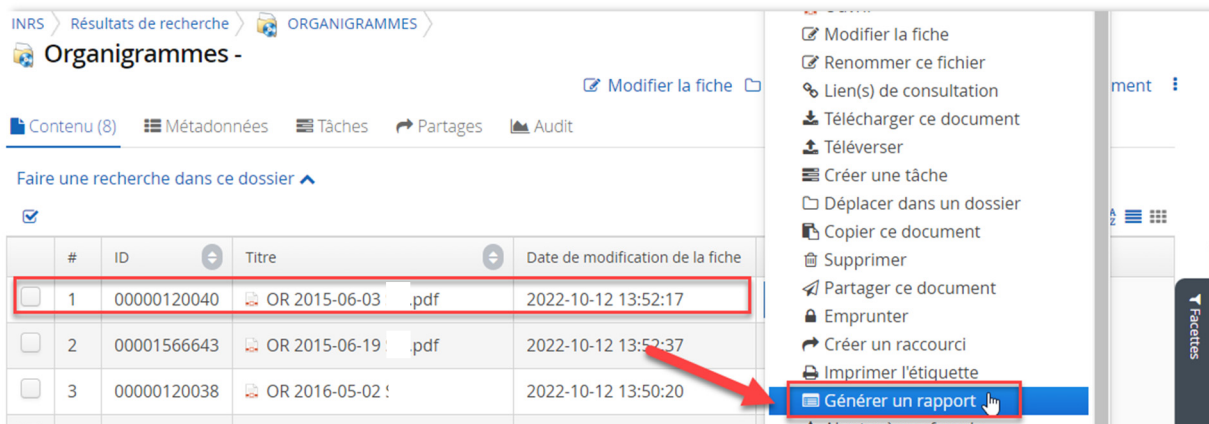 INRS Résultats de recherche ORGANIGRAMMES
Organigrammes -
Modifier la fiche ment
Contenu (8) Métadonnées Tâches Partages Audit
Faire une recherche dans ce dossier
# ID Titre Date de modification de la fiche
1 00000120040 OR 2015-06-03 .pdf 2022-10-12 13:52:17
2 00001566643 OR 2015-06-19 .pdf 2022-10-12 13:52:37
3 00000120038 OR 2016-05-02 2022-10-12 13:50:20
Modifier la fiche
Renommer ce fichier
Lien(s) de consultation
Télécharger ce document
Téléverser
Créer une tâche
Déplacer dans un dossier
Copier ce document
Supprimer
Partager ce document
Emprunter
Créer un raccourci
Imprimer l'étiquette
Générer un rapport
Facettes